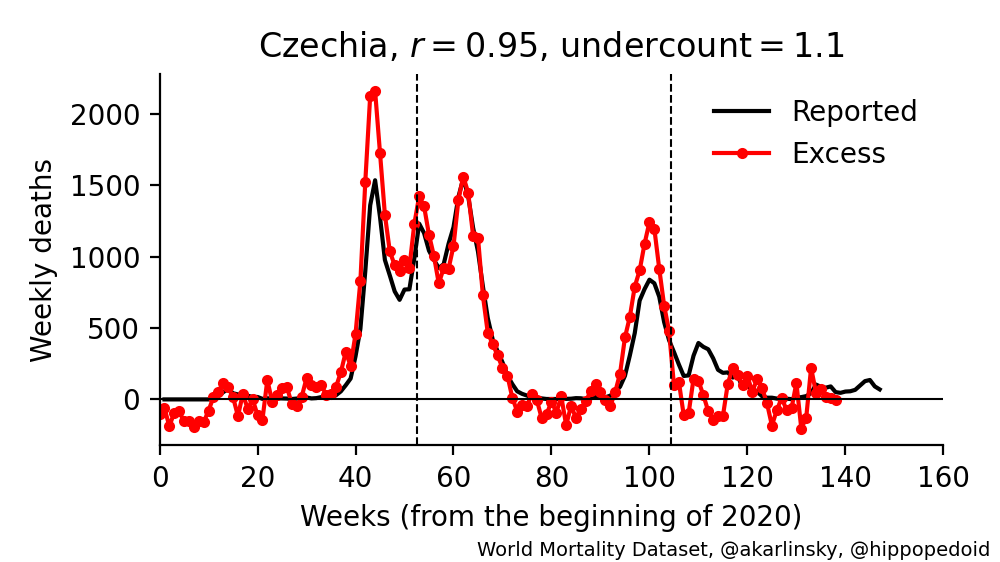 Czechia, r = 0.95, undercount = 1.1
Reported
Excess
Weekly deaths
2000
1500
1000
500
0
0 20 40 60 80 100 120 140 160
Weeks (from the beginning of 2020)
World Mortality Dataset, @akarlinsky, @hippopedoid